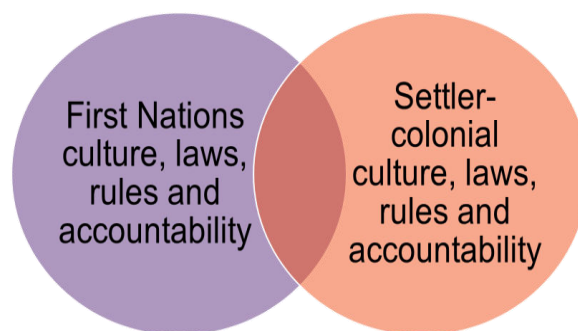 First Nations
culture, laws,
rules and
accountability
Settler-
colonial
culture, laws,
rules and
accountability